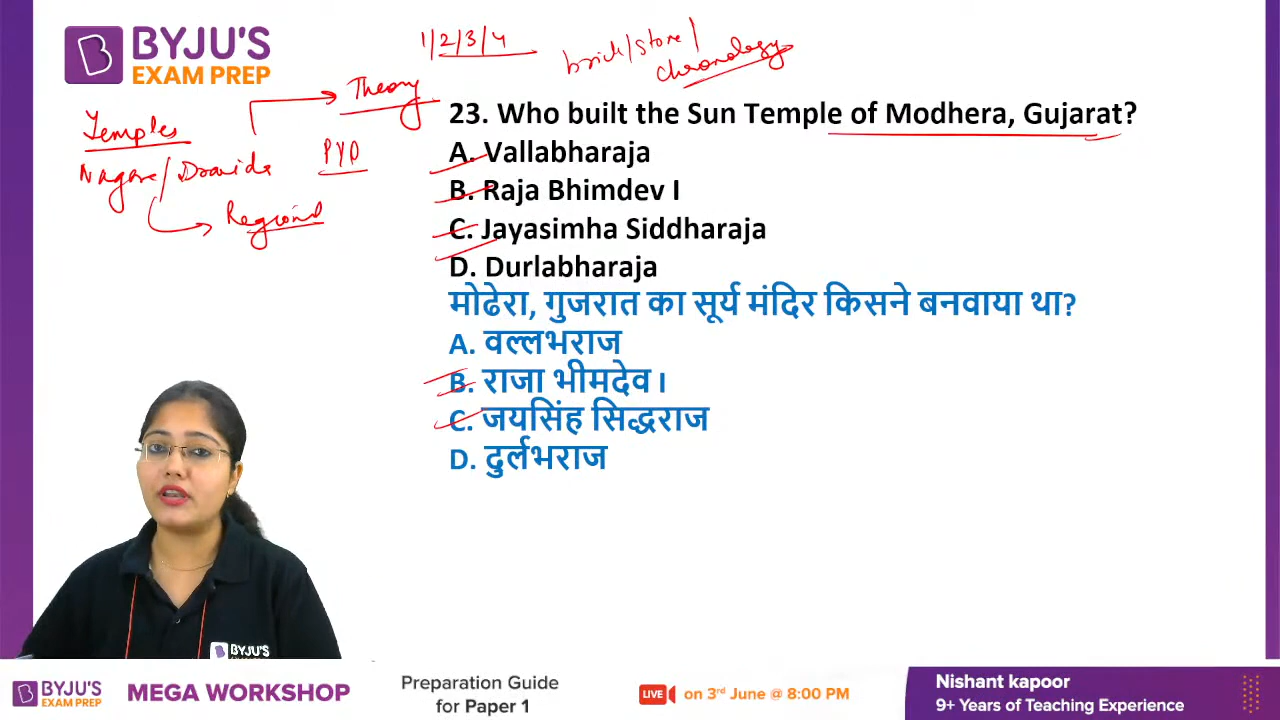 BYJU'S
EXAM PREP
1/2/3/4
brick/stone/
chronology
Theory
Temples
Nagara/Dravida
PYQ
Regional
23. Who built the Sun Temple of Modhera, Gujarat?
A. Vallabharaja
B. Raja Bhimdev I
C. Jayasimha Siddharaja
D. Durlabharaja
मोढेरा, गुजरात का सूर्य मंदिर किसने बनवाया था?
A. वल्लभराज
B. राजा भीमदेव I
C. जयसिंह सिद्धराज
D. दुर्लभराज
BYJU'S
EXAM PREP
BYJU'S
EXAM PREP
MEGA WORKSHOP
Preparation Guide
for Paper 1
LIVE
on 3rd June @ 8:00 PM
Nishant kapoor
9+ Years of Teaching Experience